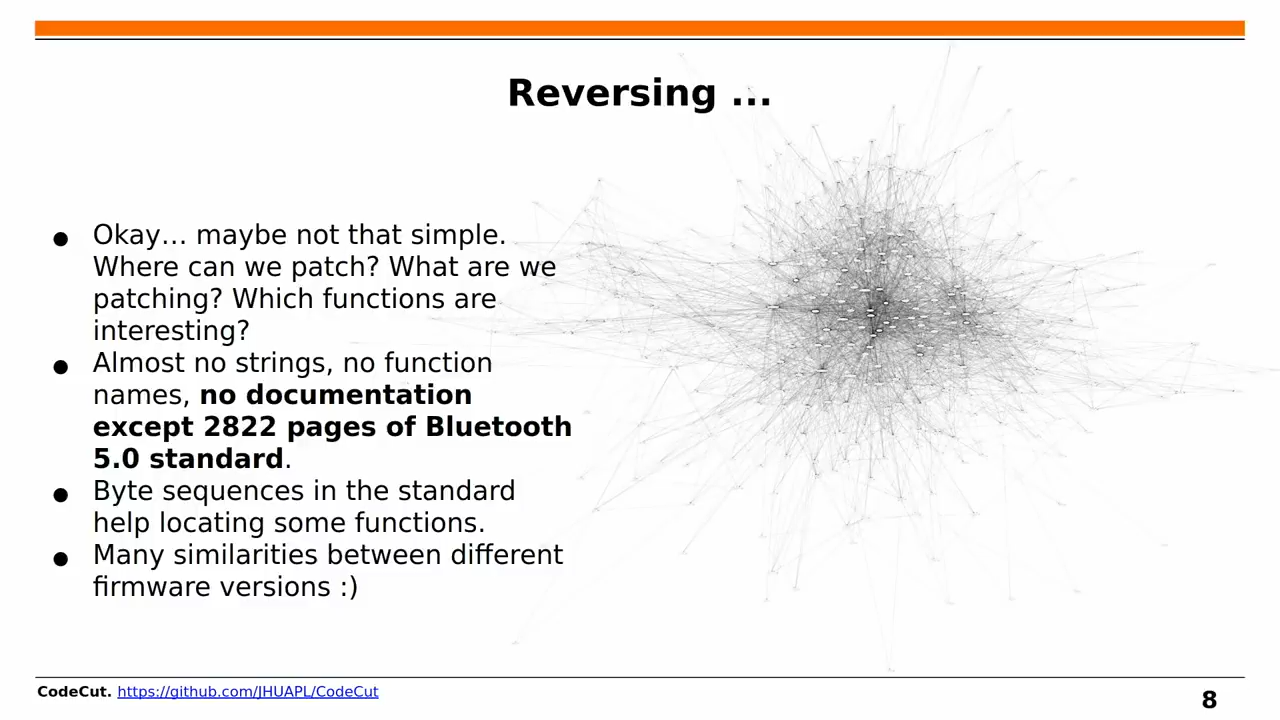 Reversing ...
● Okay… maybe not that simple.
Where can we patch? What are we
patching? Which functions are
interesting?
● Almost no strings, no function
names, no documentation
except 2822 pages of Bluetooth
5.0 standard.
● Byte sequences in the standard
help locating some functions.
● Many similarities between different
firmware versions :)
CodeCut. https://github.com/JHUAPL/CodeCut
8